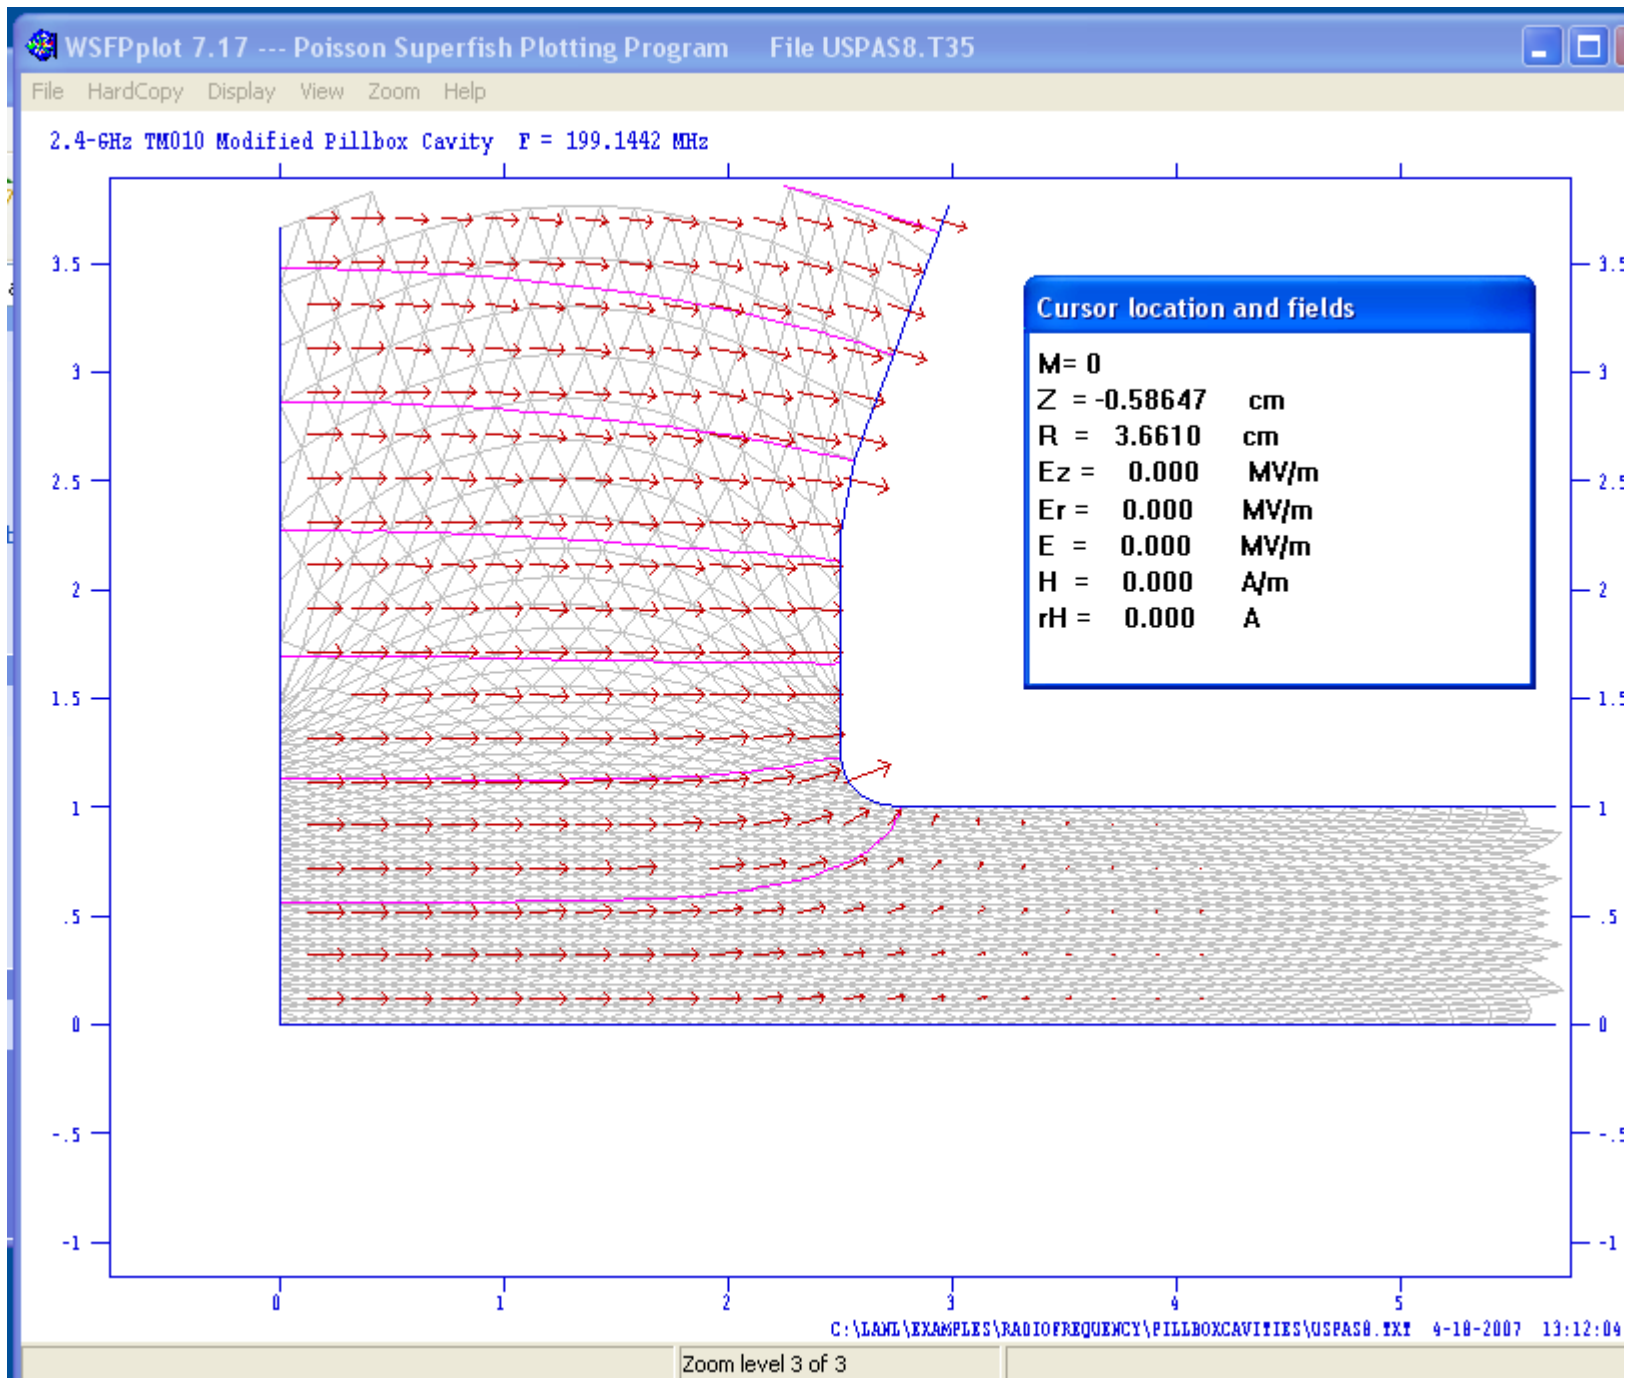 WSFPplot 7.17 --- Poisson Superfish Plotting Program File USPAS8.T35
File HardCopy Display View Zoom Help
2.4-GHz TM010 Modified Pillbox Cavity F = 199.1442 MHz
3.5
3
2.5
2
1.5
1
.5
0
-.5
-1
Cursor location and fields
M= 0
Z = -0.58647 cm
R = 3.6610 cm
Ez = 0.000 MV/m
Er = 0.000 MV/m
E = 0.000 MV/m
H = 0.000 A/m
rH = 0.000 A
3.5
3
2.5
2
1.5
1
.5
0
-.5
-1
0 1 2 3 4 5
C:\LANL\EXAMPLES\RADIOFREQUENCY\PILLBOXCAVITIES\USPAS8.TXT 4-18-2007 13:12:04
Zoom level 3 of 3